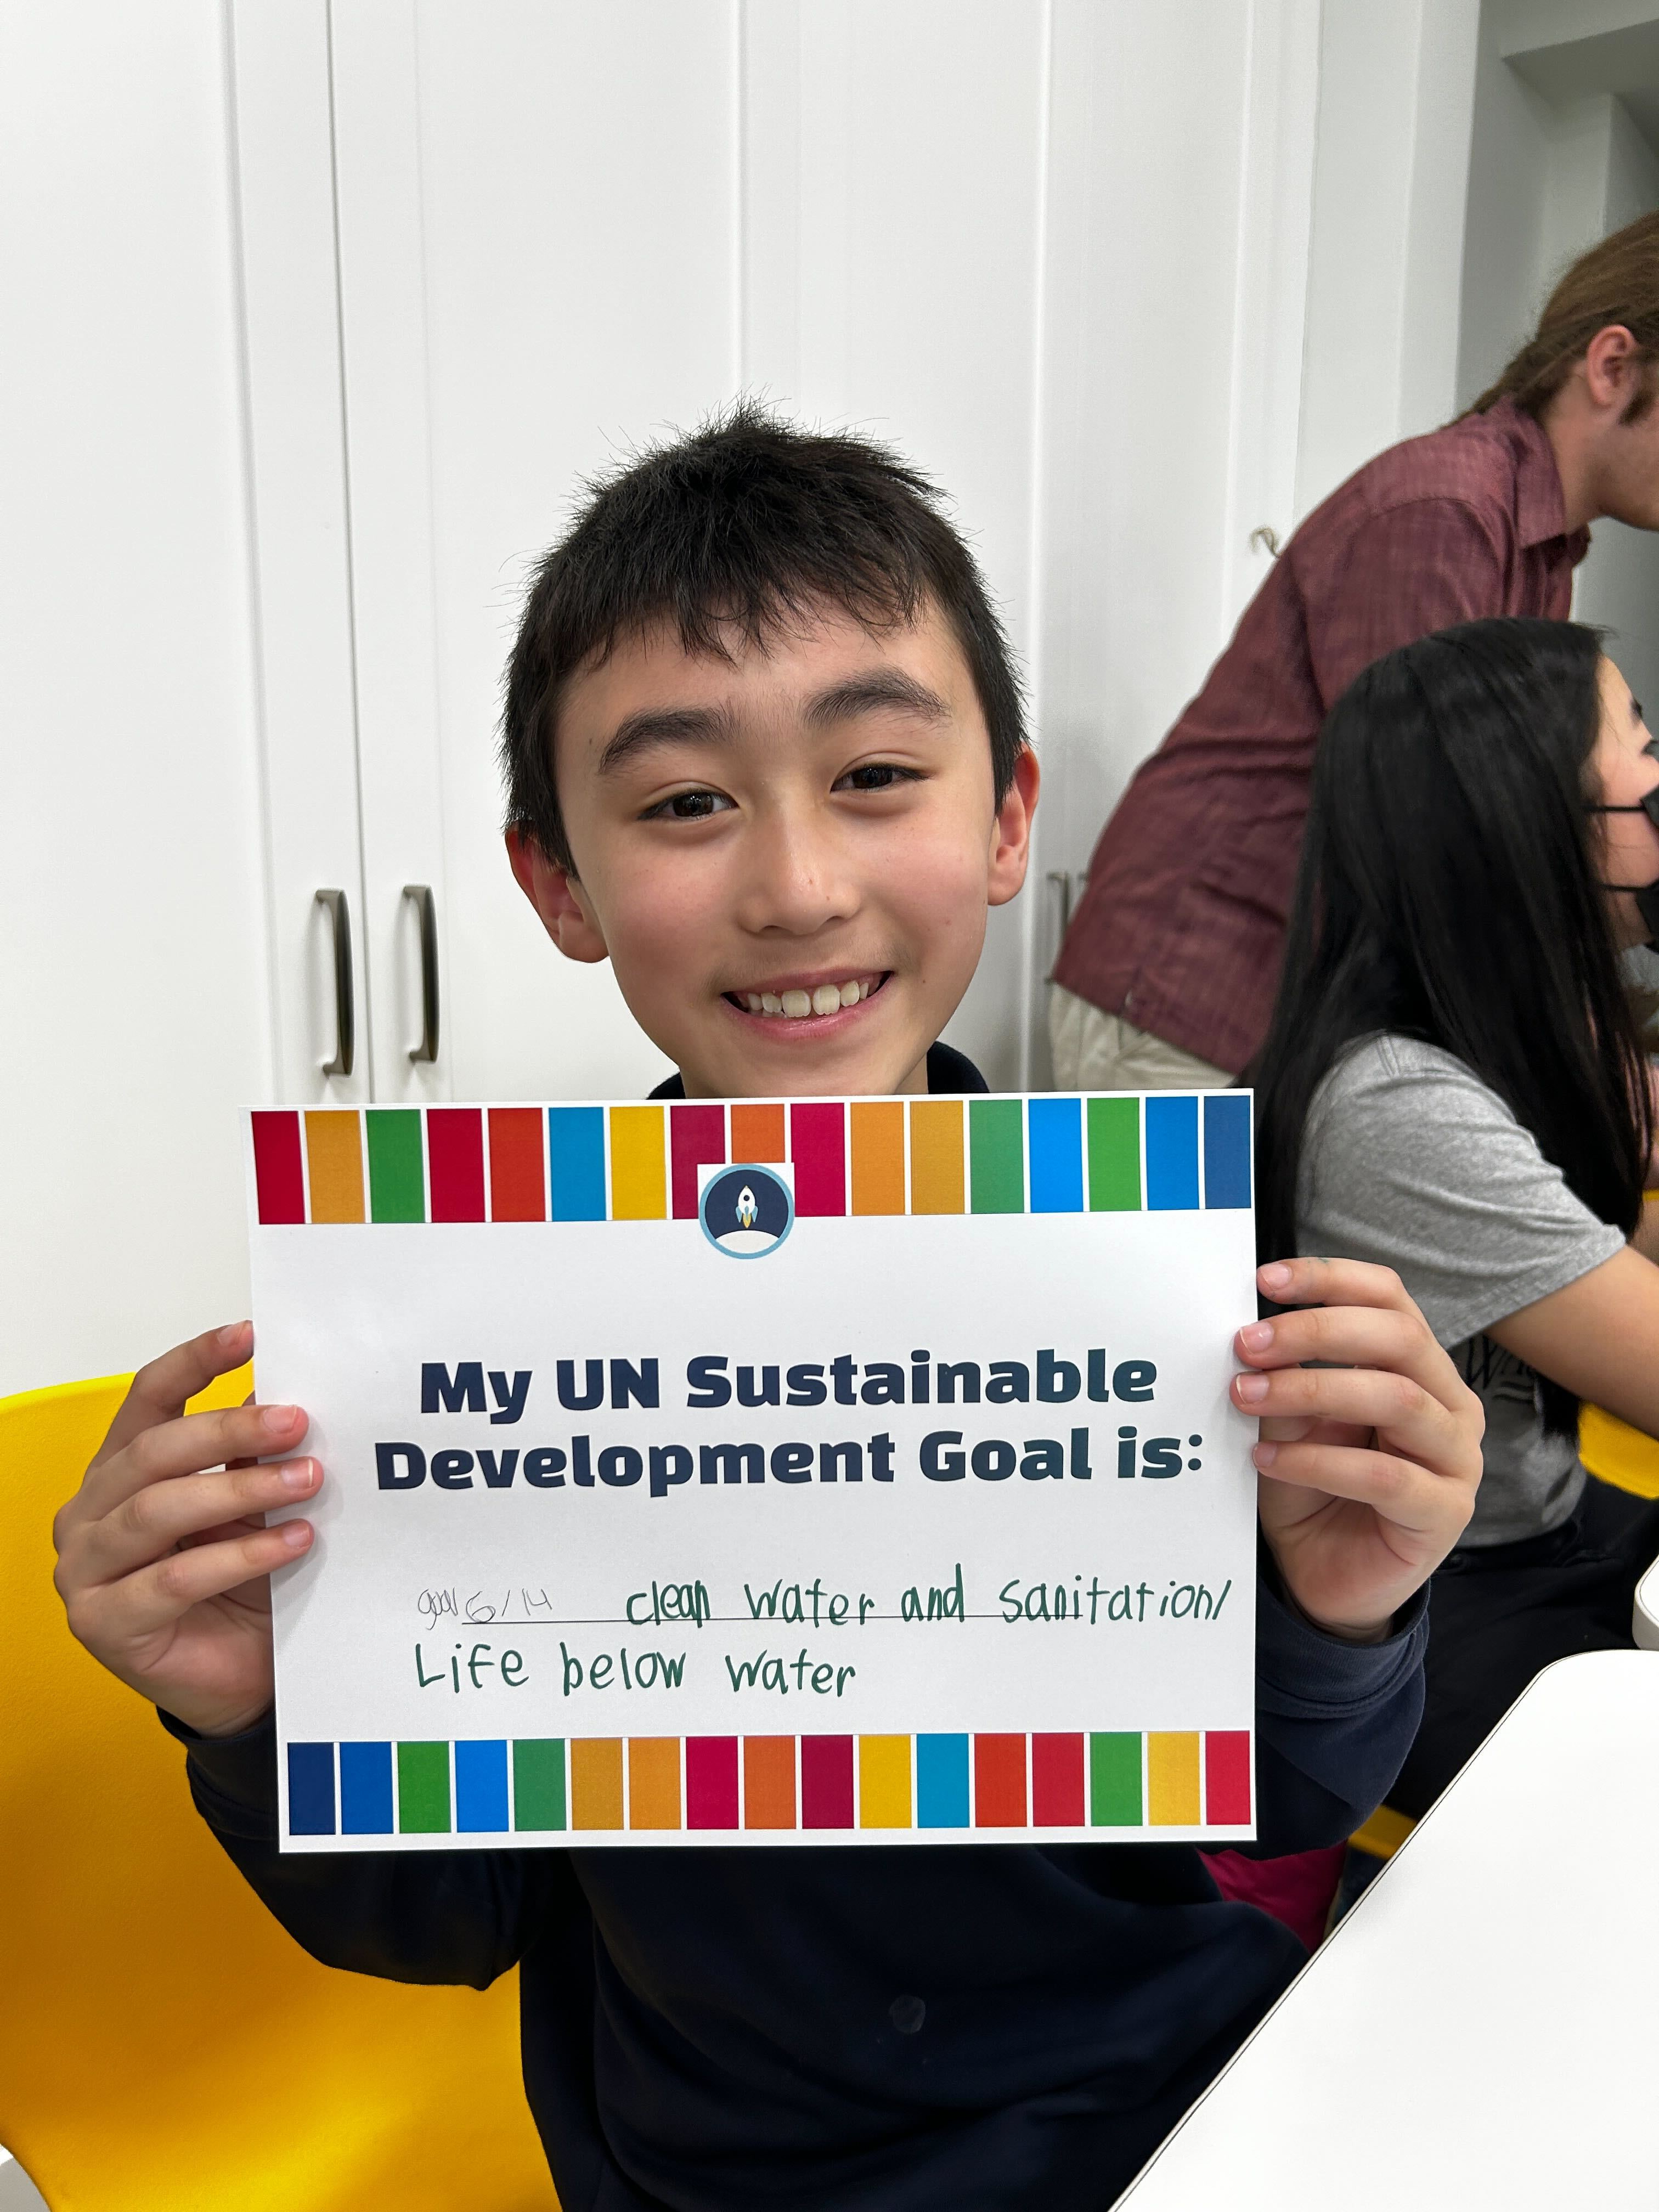 My UN Sustainable
Development Goal is:
goal 6/14 clean water and sanitation/
Life below water